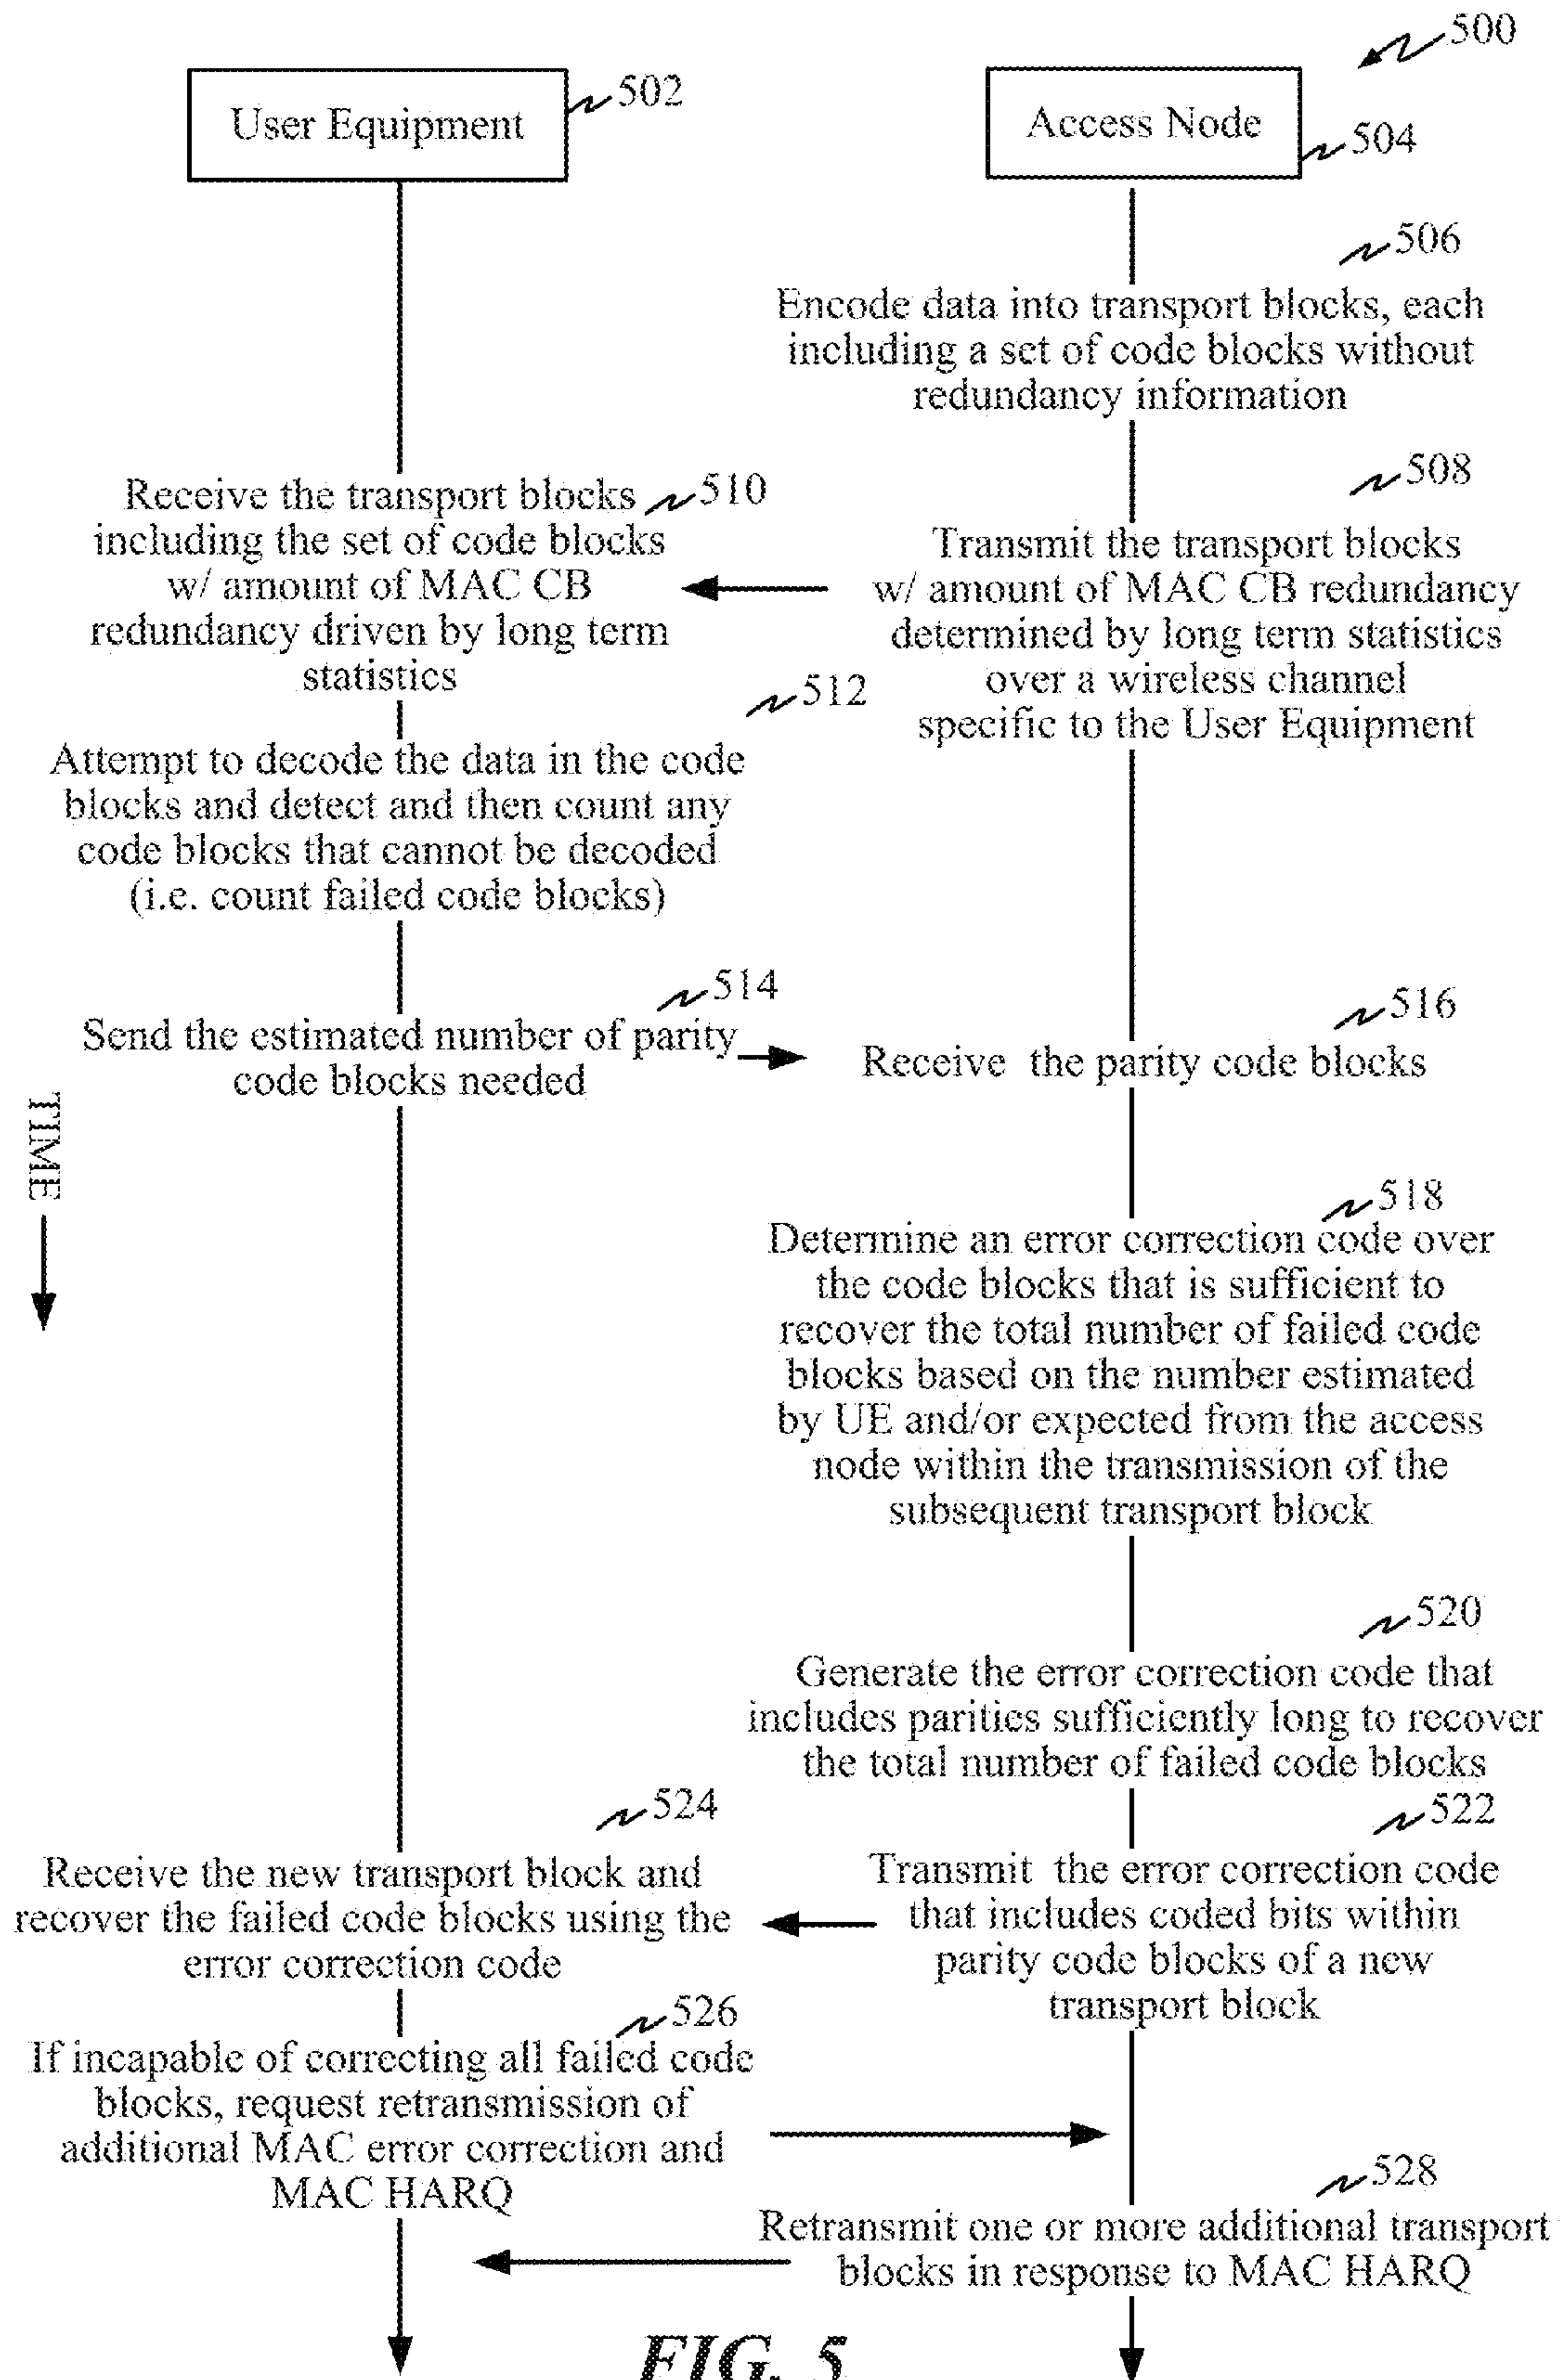 500
User Equipment
502
Access Node
504
506
Encode data into transport blocks, each
including a set of code blocks without
redundancy information
508
Transmit the transport blocks
w/ amount of MAC CB redundancy
determined by long term statistics
over a wireless channel
specific to the User Equipment
510
Receive the transport blocks
including the set of code blocks
w/ amount of MAC CB
redundancy driven by long term
statistics
512
Attempt to decode the data in the code
blocks and detect and then count any
code blocks that cannot be decoded
(i.e. count failed code blocks)
514
Send the estimated number of parity
code blocks needed
516
Receive the parity code blocks
TIME
518
Determine an error correction code over
the code blocks that is sufficient to
recover the total number of failed code
blocks based on the number estimated
by UE and/or expected from the access
node within the transmission of the
subsequent transport block
520
Generate the error correction code that
includes parities sufficiently long to recover
the total number of failed code blocks
522
Transmit the error correction code
that includes coded bits within
parity code blocks of a new
transport block
524
Receive the new transport block and
recover the failed code blocks using the
error correction code
526
If incapable of correcting all failed code
blocks, request retransmission of
additional MAC error correction and
MAC HARQ
528
Retransmit one or more additional transport
blocks in response to MAC HARQ
FIG. 5